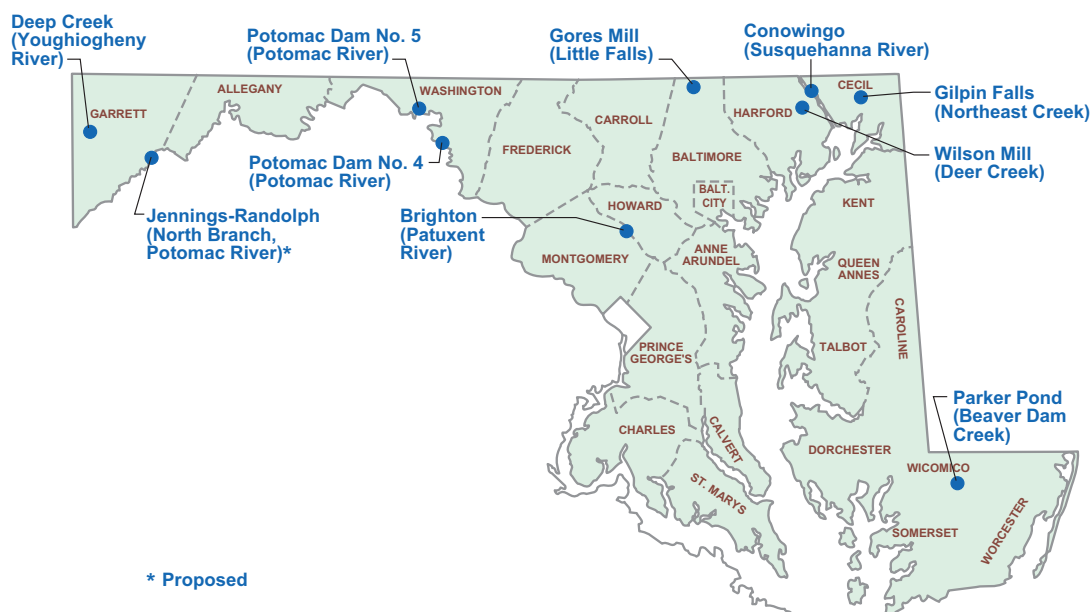 Deep Creek
(Youghiogheny
River)
Potomac Dam No. 5
(Potomac River)
Gores Mill
(Little Falls)
Conowingo
(Susquehanna River)
Gilpin Falls
(Northeast Creek)
Wilson Mill
(Deer Creek)
Potomac Dam No. 4
(Potomac River)
Jennings-Randolph
(North Branch,
Potomac River)*
Brighton
(Patuxent
River)
Parker Pond
(Beaver Dam
Creek)
GARRETT
ALLEGANY
WASHINGTON
FREDERICK
CARROLL
BALTIMORE
HARFORD
CECIL
BALT.
CITY
HOWARD
MONTGOMERY
ANNE
ARUNDEL
KENT
QUEEN
ANNES
CAROLINE
TALBOT
PRINCE
GEORGE'S
CHARLES
CALVERT
ST. MARYS
DORCHESTER
WICOMICO
SOMERSET
WORCESTER
* Proposed